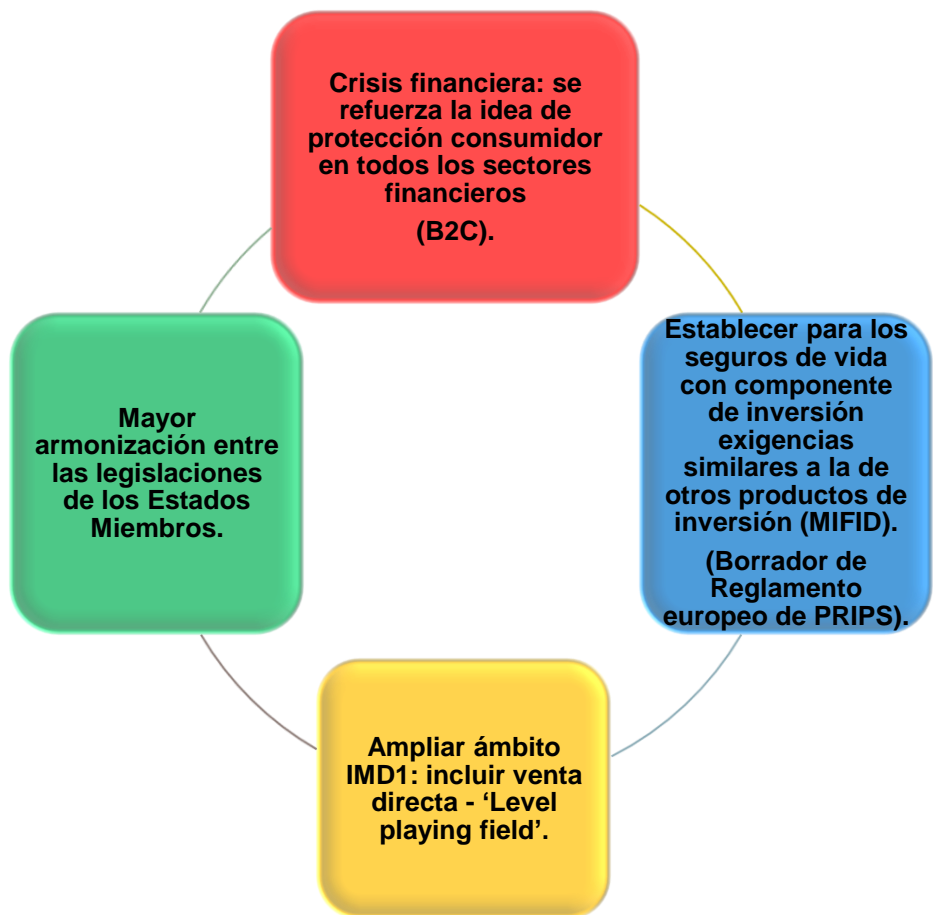 Crisis financiera: se
refuerza la idea de
protección consumidor
en todos los sectores
financieros
(B2C).
Establecer para los
seguros de vida
con componente
de inversión
exigencias
similares a la de
otros productos de
inversión (MIFID).
(Borrador de
Reglamento
europeo de PRIPS).
Ampliar ámbito
IMD1: incluir venta
directa - ‘Level
playing field’.
Mayor
armonización entre
las legislaciones
de los Estados
Miembros.